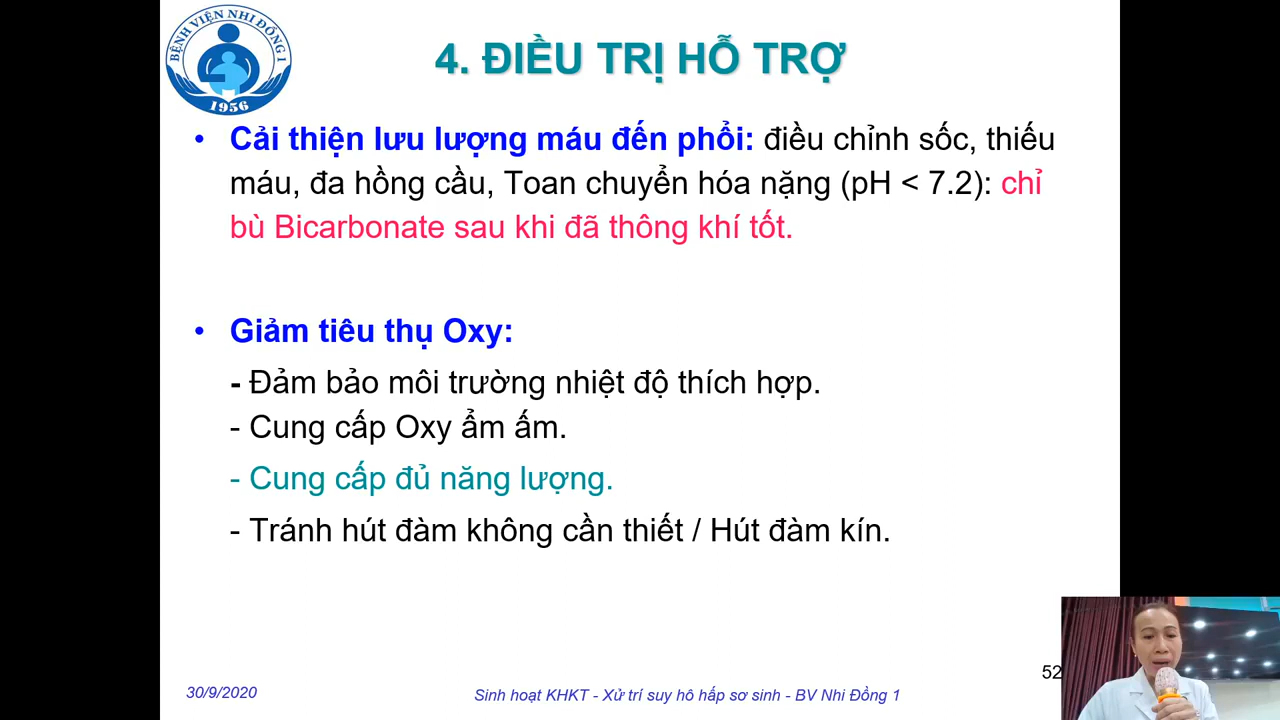 BỆNH VIỆN NHI ĐỒNG 1
1956
4. ĐIỀU TRỊ HỖ TRỢ
• Cải thiện lưu lượng máu đến phổi: điều chỉnh sốc, thiếu
máu, đa hồng cầu, Toan chuyển hóa nặng (pH < 7.2): chỉ
bù Bicarbonate sau khi đã thông khí tốt.
• Giảm tiêu thụ Oxy:
- Đảm bảo môi trường nhiệt độ thích hợp.
- Cung cấp Oxy ẩm ấm.
- Cung cấp đủ năng lượng.
- Tránh hút đàm không cần thiết / Hút đàm kín.
30/9/2020
Sinh hoạt KHKT - Xử trí suy hô hấp sơ sinh - BV Nhi Đồng 1
52